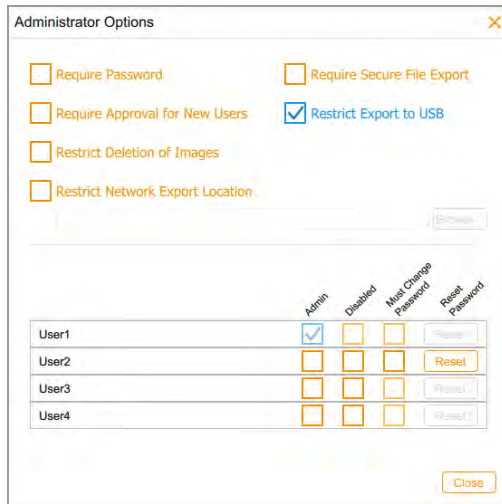 Administrator Options
Require Password
Require Secure File Export
Require Approval for New Users
Restrict Export to USB
Restrict Deletion of Images
Restrict Network Export Location
Browse...
Admin
Disabled
Must Change Password
Reset Password
User1 Reset
User2 Reset
User3 Reset
User4 Reset
Close